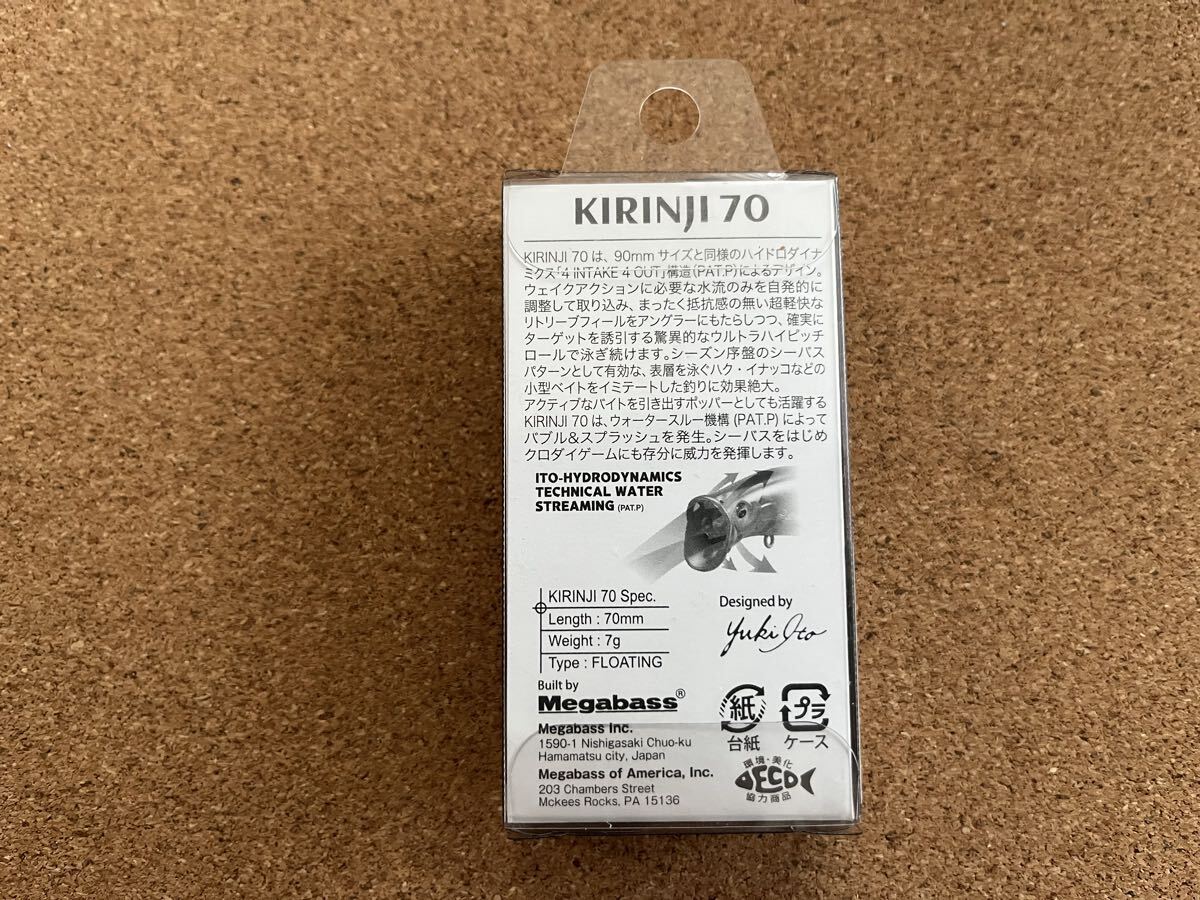 KIRINJI 70
KIRINJI 70 は、90mm サイズと同様のハイドロダイナ
ミクス「4 INTAKE 4 OUT」構造(PAT.P)によるデザイン。
ウェイクアクションに必要な水流のみを自発的に
調整して取り込み、まったく抵抗感の無い超軽快な
リトリーブフィールをアングラーにもたらしつつ、確実に
ターゲットを誘引する驚異的なウルトラハイピッチ
ロールで泳ぎ続けます。シーズン序盤のシーバス
パターンとして有効な、表層を泳ぐハク・イナッコなどの
小型ベイトをイミテートした釣りに効果絶大。
アクティブなバイトを引き出すポッパーとしても活躍する
KIRINJI 70 は、ウォータースルー機構 (PAT.P) によって
バブル&スプラッシュを発生。シーバスをはじめ
クロダイゲームにも存分に威力を発揮します。
ITO-HYDRODYNAMICS
TECHNICAL WATER
STREAMING (PAT.P)
KIRINJI 70 Spec.
Length : 70mm
Weight : 7g
Type : FLOATING
Designed by
Yuki Ito
Built by
Megabass®
Megabass Inc.
1590-1 Nishigasaki Chuo-ku
Hamamatsu city, Japan
Megabass of America, Inc.
203 Chambers Street
Mckees Rocks, PA 15136
紙
台紙
プラ
ケース
環境・美化
ECO
協力商品